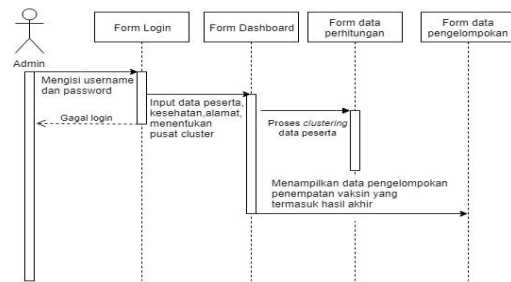 Form Login
Form Dashboard
Form data
perhitungan
Form data
pengelompokan
Admin
Mengisi username
dan password
Gagal login
Input data peserta,
kesehatan,alamat,
menentukan
pusat cluster
Proses clustering
data peserta
Menampilkan data pengelompokan
penempatan vaksin yang
termasuk hasil akhir